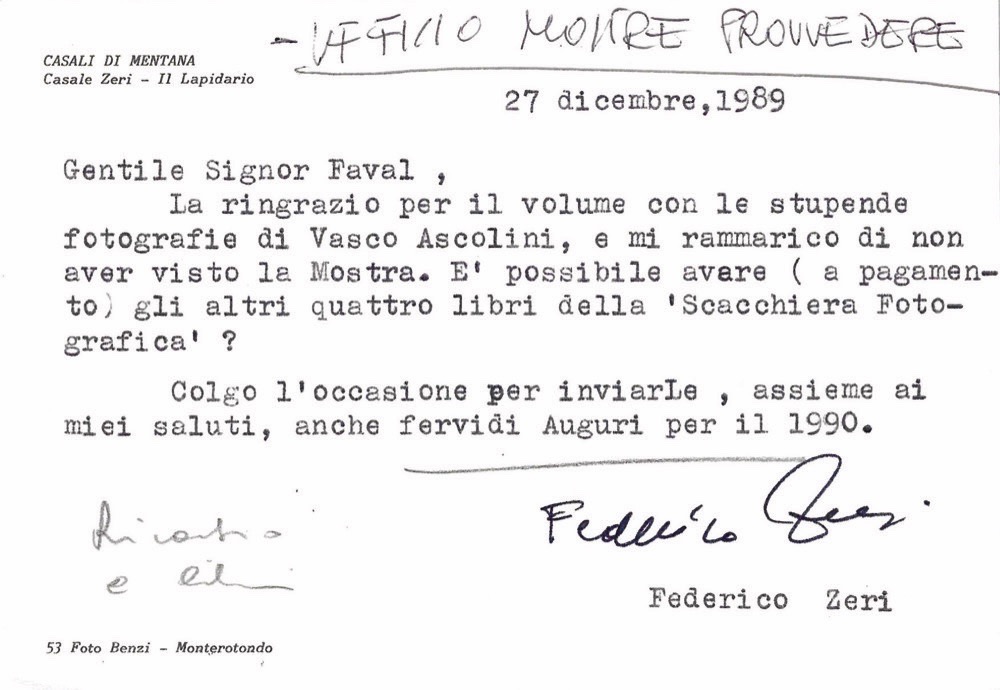 - UFFICIO MOSTRE PROVVEDERE
CASALI DI MENTANA
Casale Zeri - Il Lapidario
27 dicembre,1989
Gentile Signor Faval ,
La ringrazio per il volume con le stupende
fotografie di Vasco Ascolini, e mi rammarico di non
aver visto la Mostra. E' possibile avare ( a pagamen-
to) gli altri quattro libri della 'Scacchiera Foto-
grafica' ?
Colgo l'occasione per inviarLe , assieme ai
miei saluti, anche fervidi Auguri per il 1990.
Federico Zeri
Federico Zeri
e
53 Foto Benzi - Monterotondo